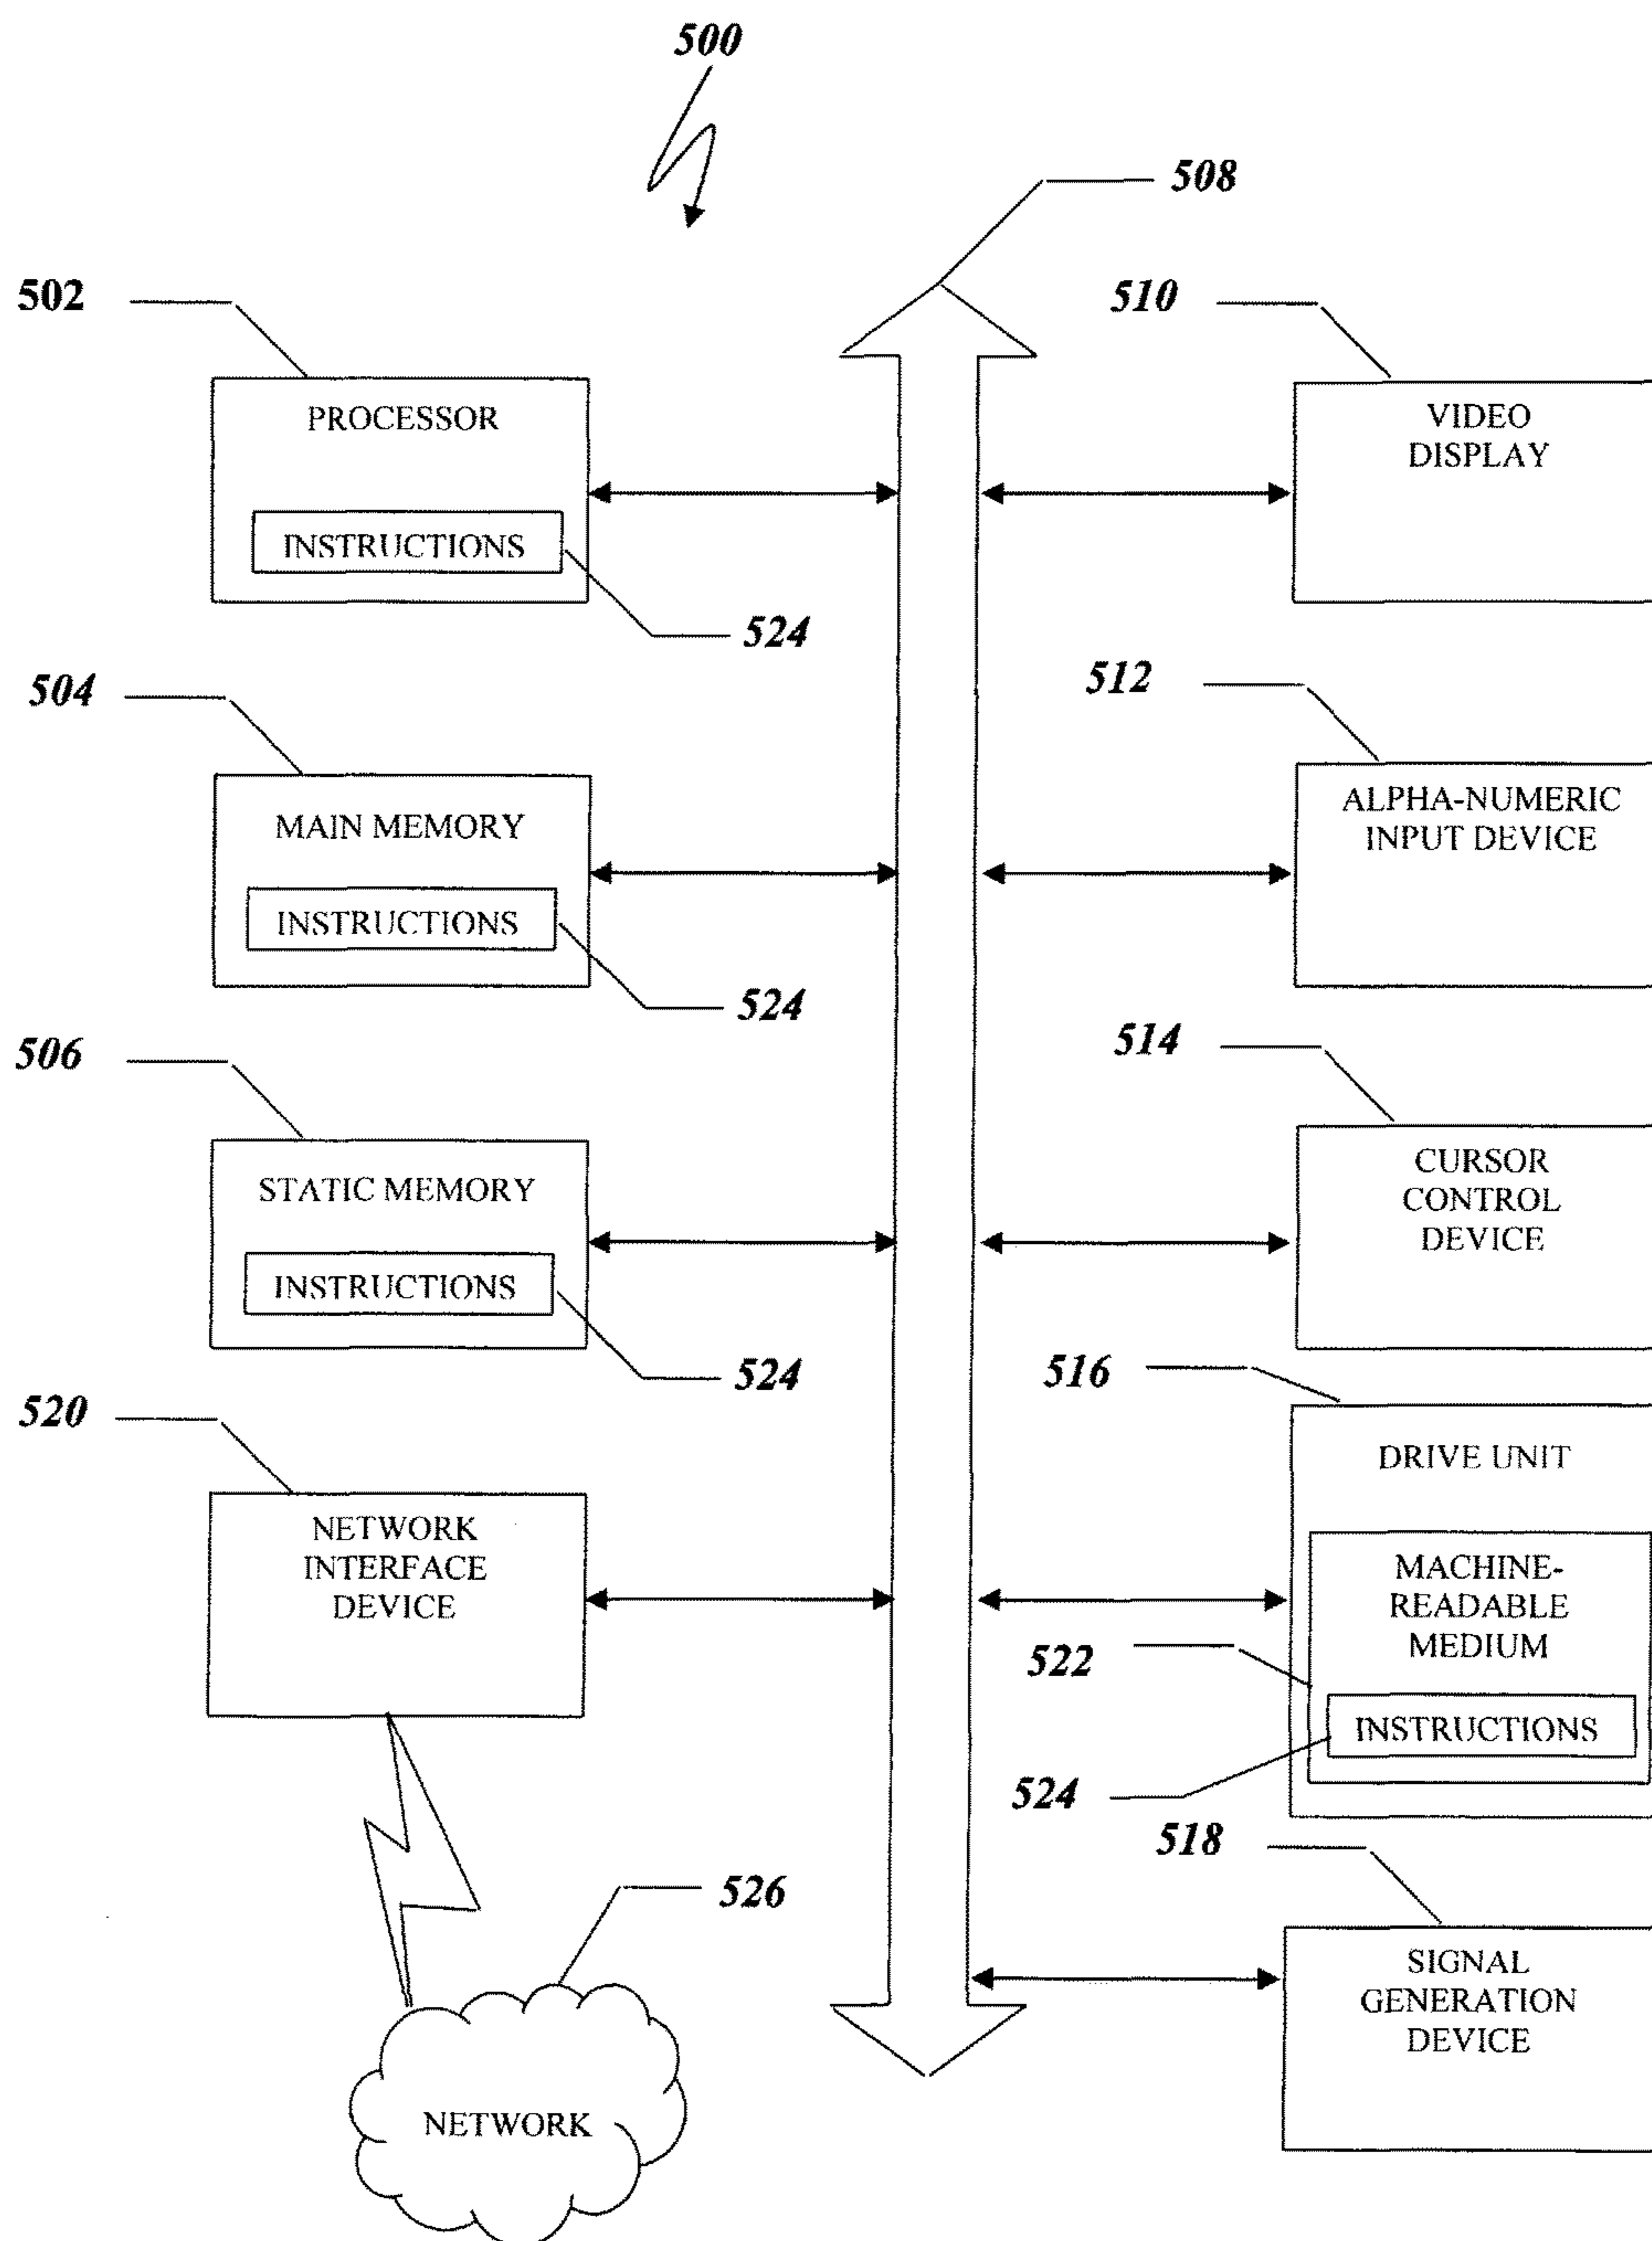 500
508
502
510
PROCESSOR
INSTRUCTIONS
524
VIDEO
DISPLAY
504
512
MAIN MEMORY
INSTRUCTIONS
524
ALPHA-NUMERIC
INPUT DEVICE
506
514
STATIC MEMORY
INSTRUCTIONS
524
CURSOR
CONTROL
DEVICE
520
516
NETWORK
INTERFACE
DEVICE
DRIVE UNIT
MACHINE-
READABLE
MEDIUM
522
INSTRUCTIONS
524
518
526
SIGNAL
GENERATION
DEVICE
NETWORK